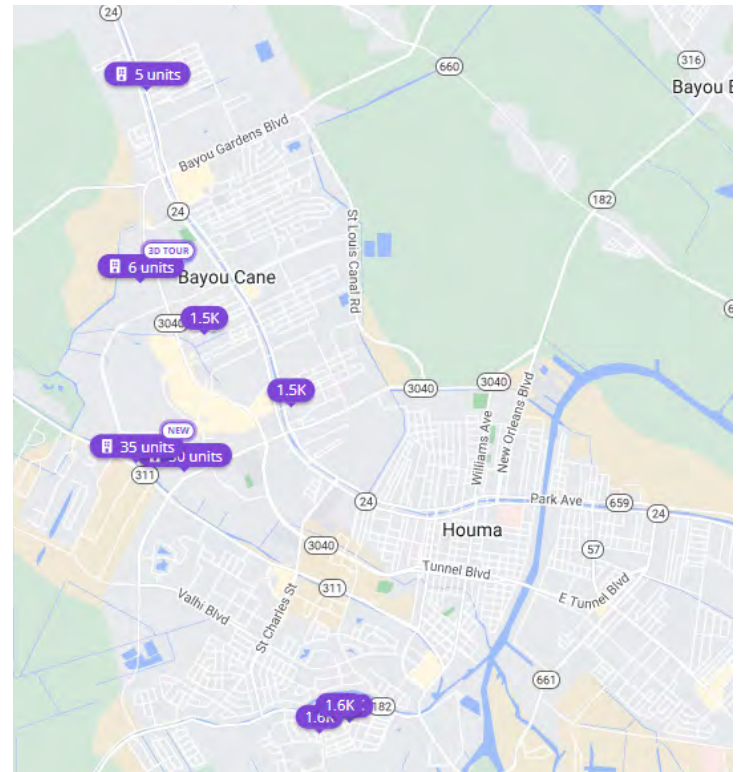 24
5 units
316
660
Bayou
Bayou Gardens Blvd
182
24
St Louis Canal Rd
3D TOUR
6 units
Bayou Cane
3040
1.5K
1.5K
3040
3040
Williams Ave
New Orleans Blvd
NEW
35 units
units
311
24
Park Ave
659
24
Houma
3040
57
Tunnel Blvd
311
E Tunnel Blvd
Valhi Blvd
St Charles St
661
1.6K
182
1.6K